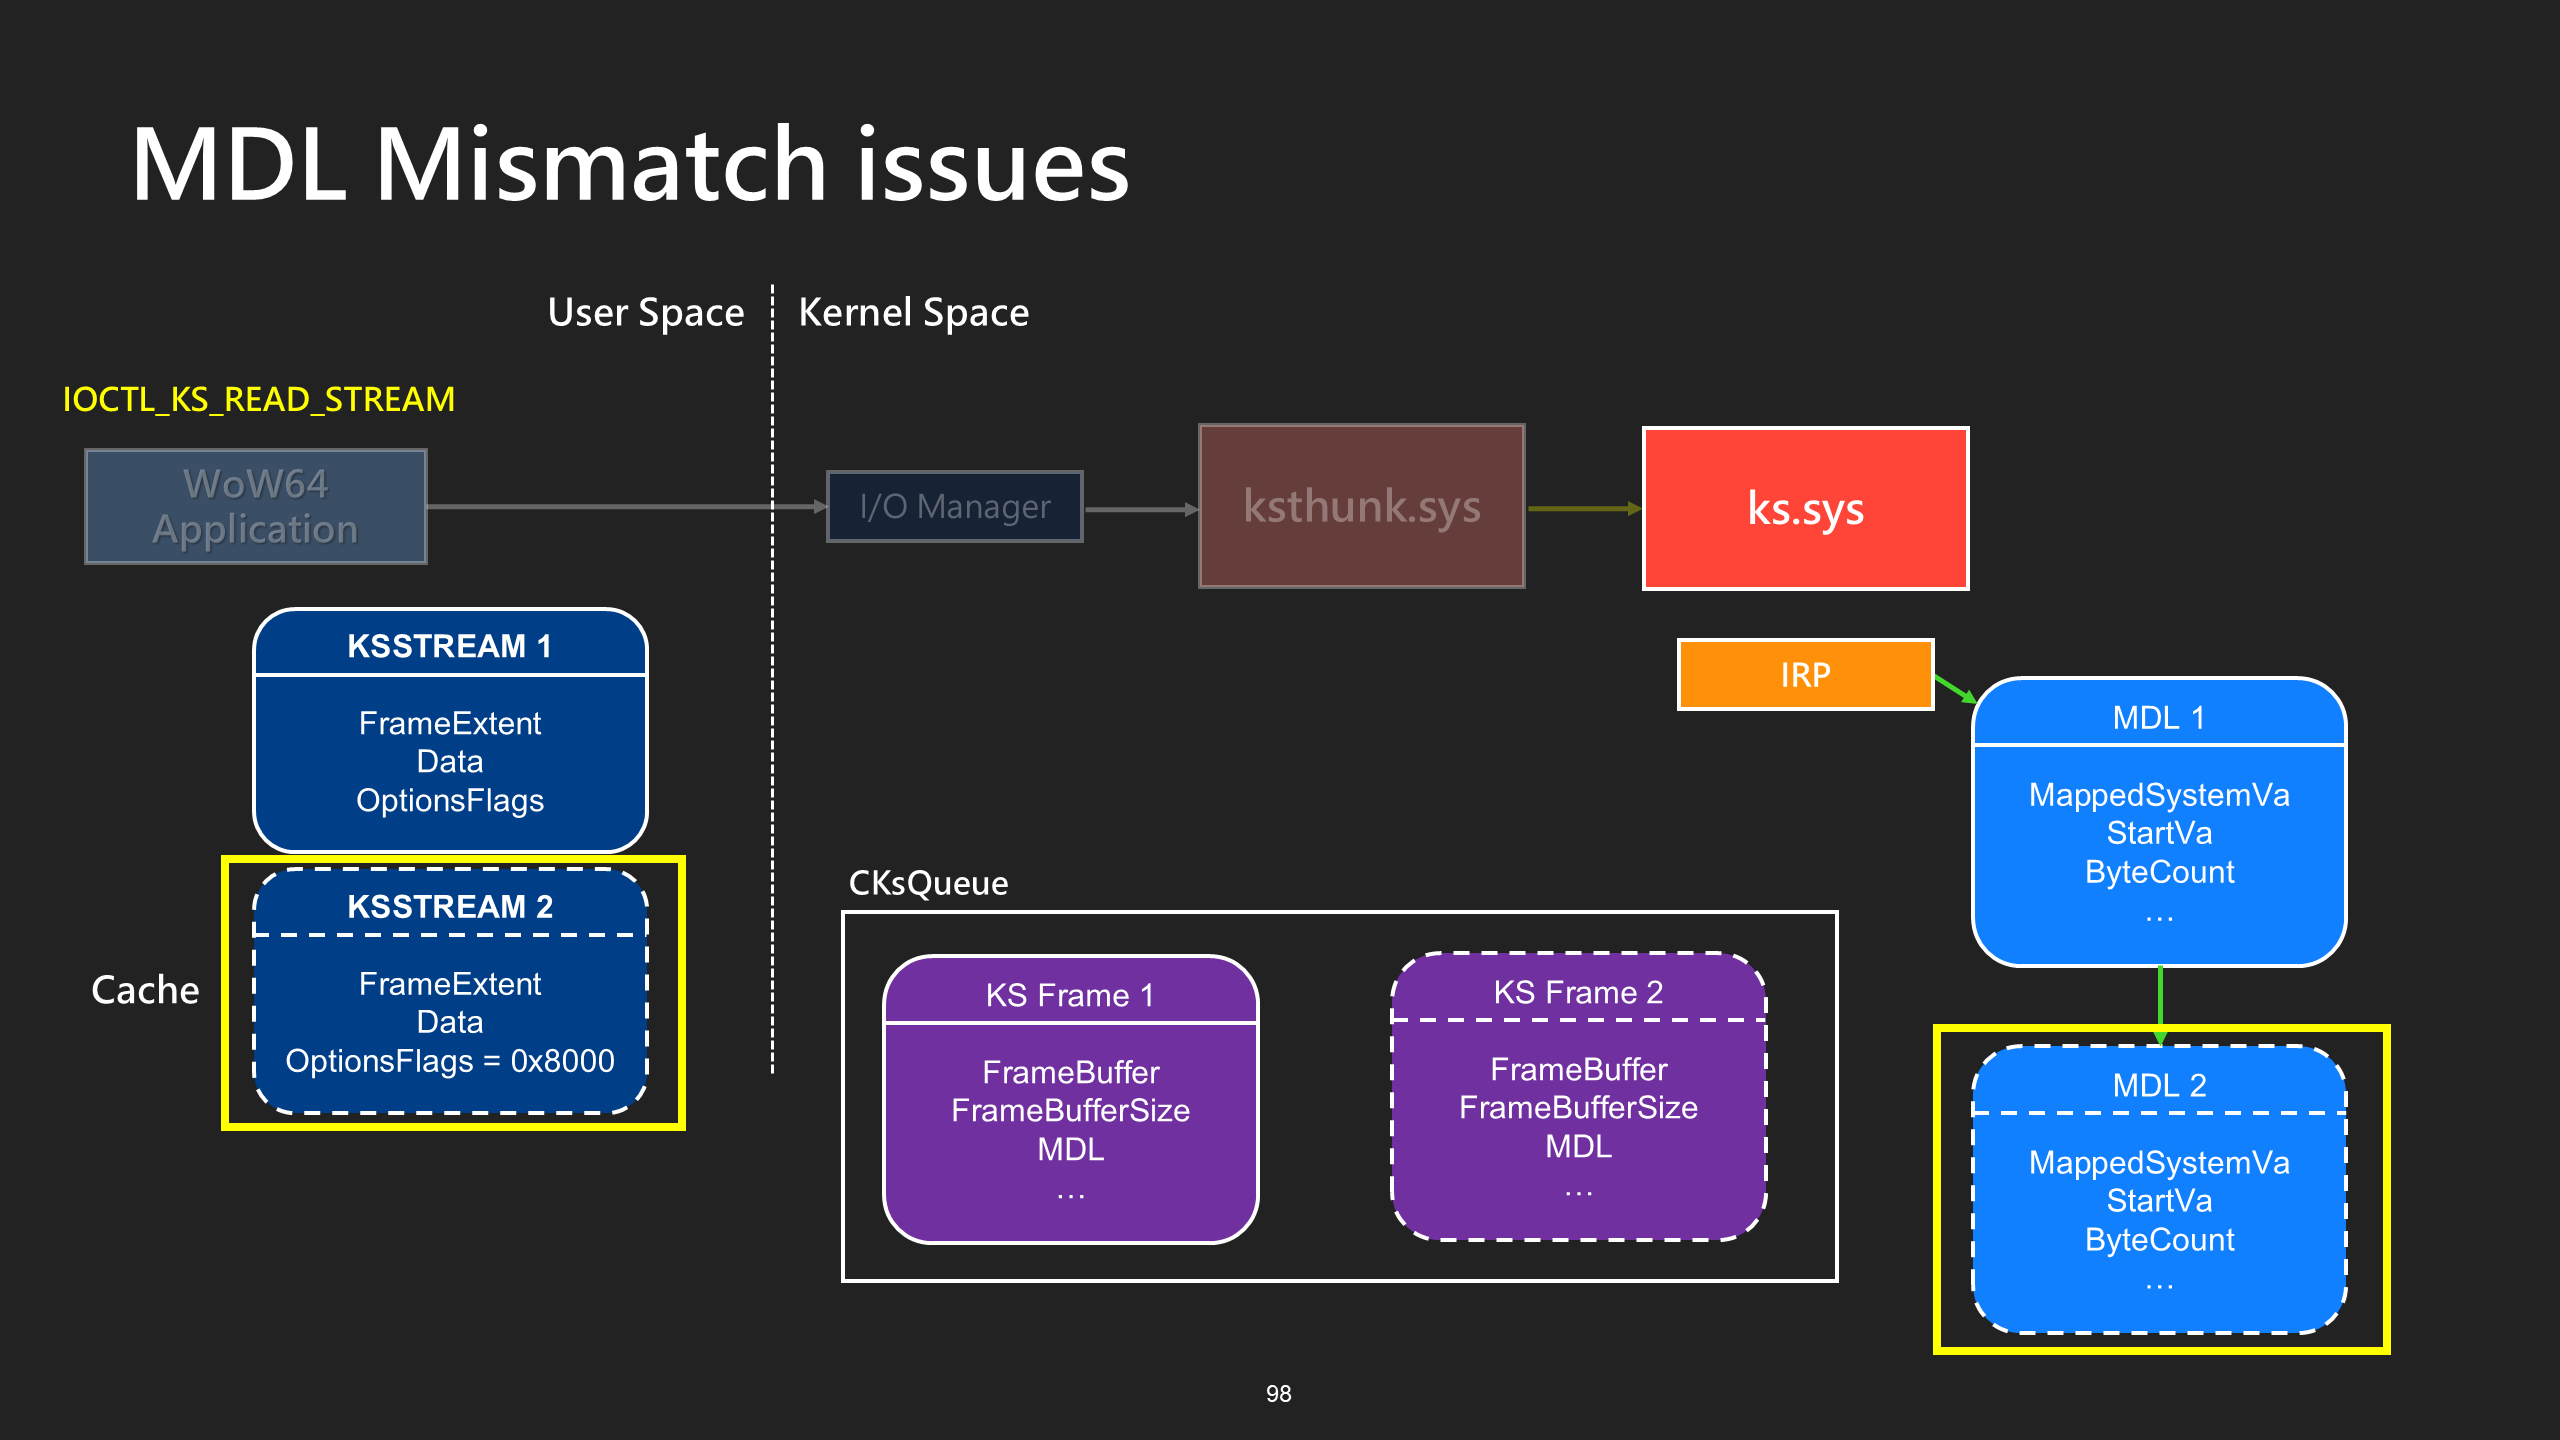 MDL Mismatch issues
User Space
Kernel Space
IOCTL_KS_READ_STREAM
WoW64
Application
I/O Manager
ksthunk.sys
ks.sys
KSSTREAM 1
FrameExtent
Data
OptionsFlags
IRP
MDL 1
MappedSystemVa
StartVa
ByteCount
...
Cache
KSSTREAM 2
FrameExtent
Data
OptionsFlags = 0x8000
CKsQueue
KS Frame 1
FrameBuffer
FrameBufferSize
MDL
...
KS Frame 2
FrameBuffer
FrameBufferSize
MDL
...
MDL 2
MappedSystemVa
StartVa
ByteCount
...
98